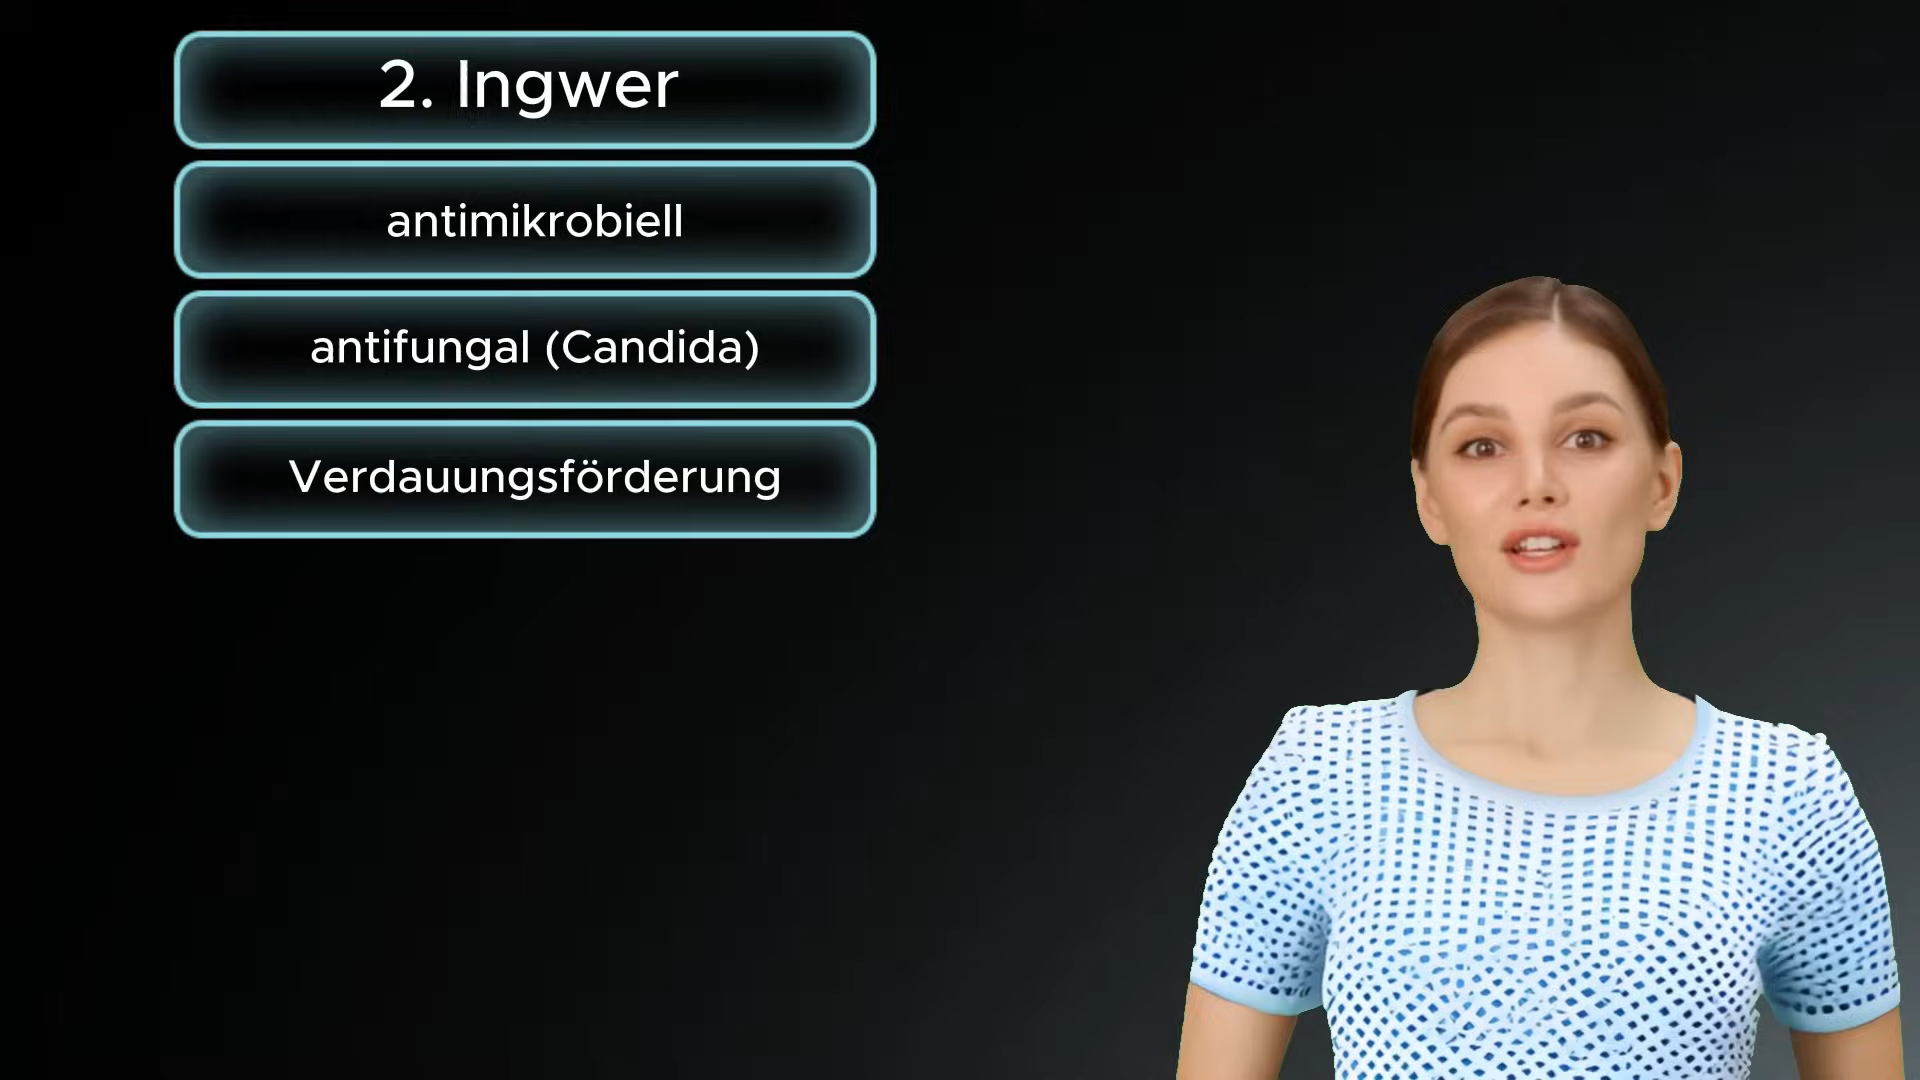 2. Ingwer
antimikrobiell
antifungal (Candida)
Verdauungsförderung